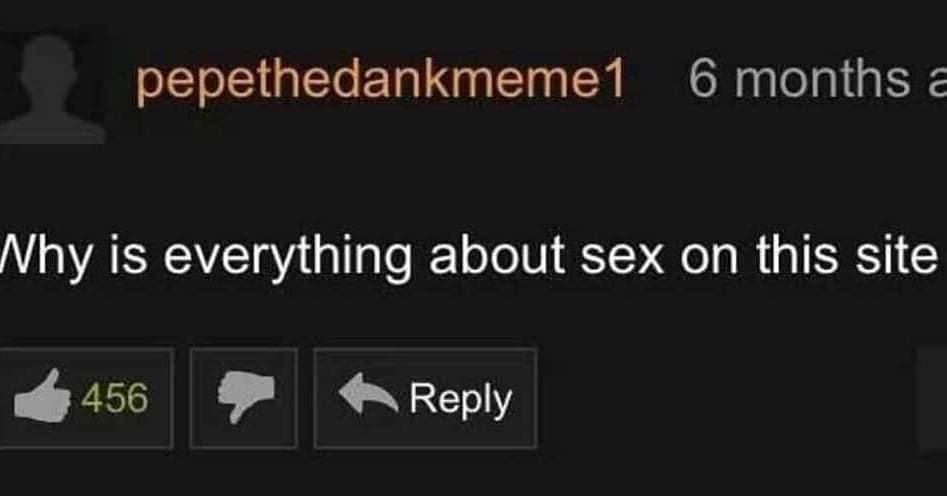 pepethedankmeme1 6 months a
Why is everything about sex on this site
456 Reply